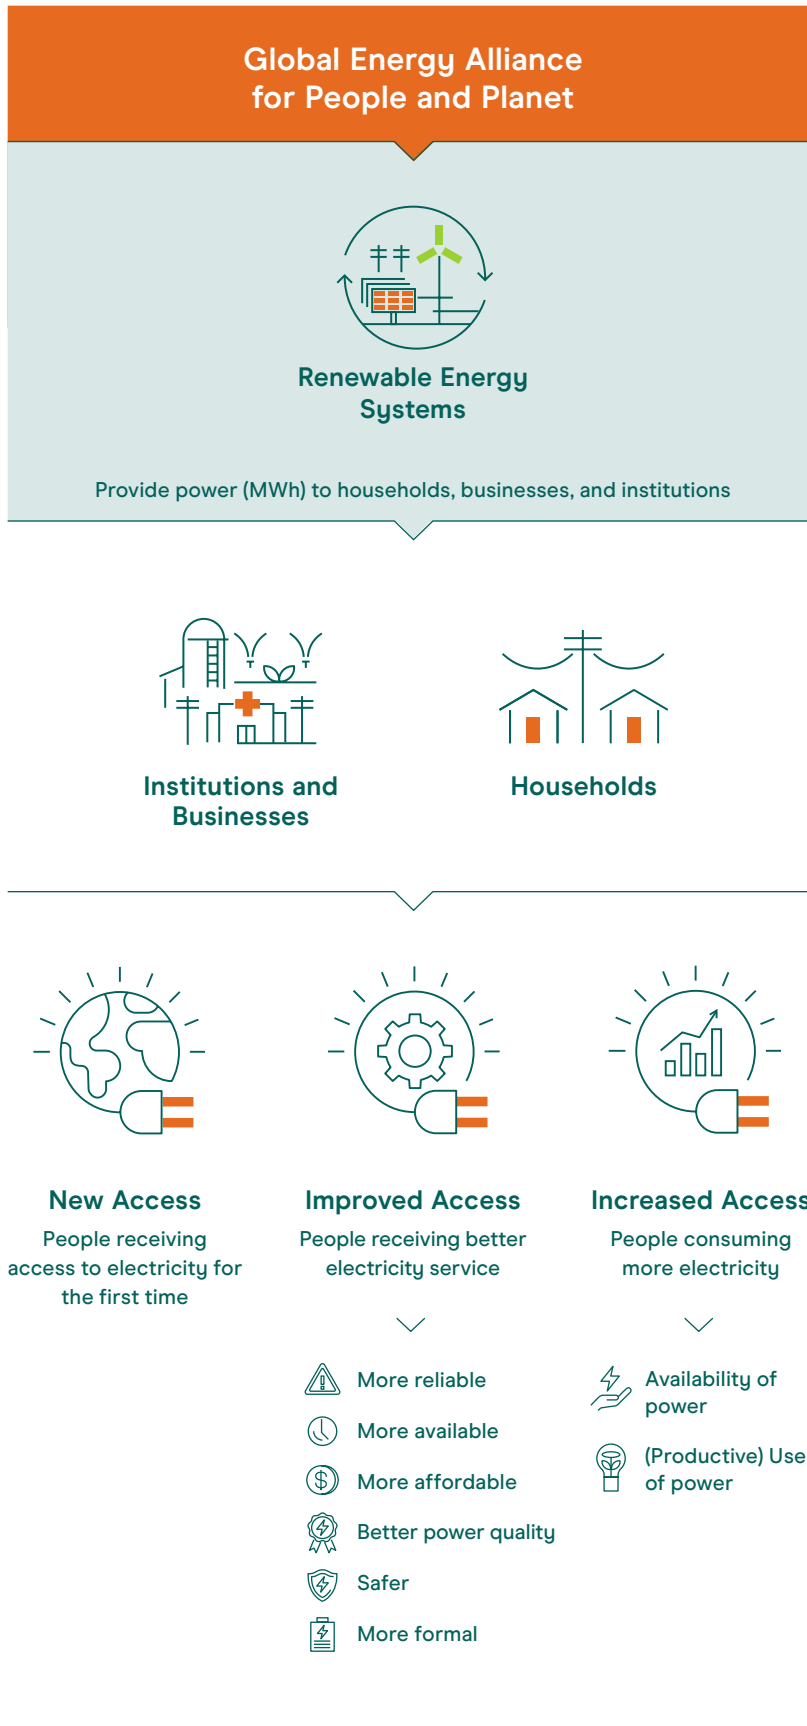 Global Energy Alliance
for People and Planet
Renewable Energy
Systems
Provide power (MWh) to households, businesses, and institutions
Institutions and
Businesses
Households
New Access
People receiving
access to electricity for
the first time
Improved Access
People receiving better
electricity service
More reliable
More available
More affordable
Better power quality
Safer
More formal
Increased Access
People consuming
more electricity
Availability of
power
(Productive) Use
of power